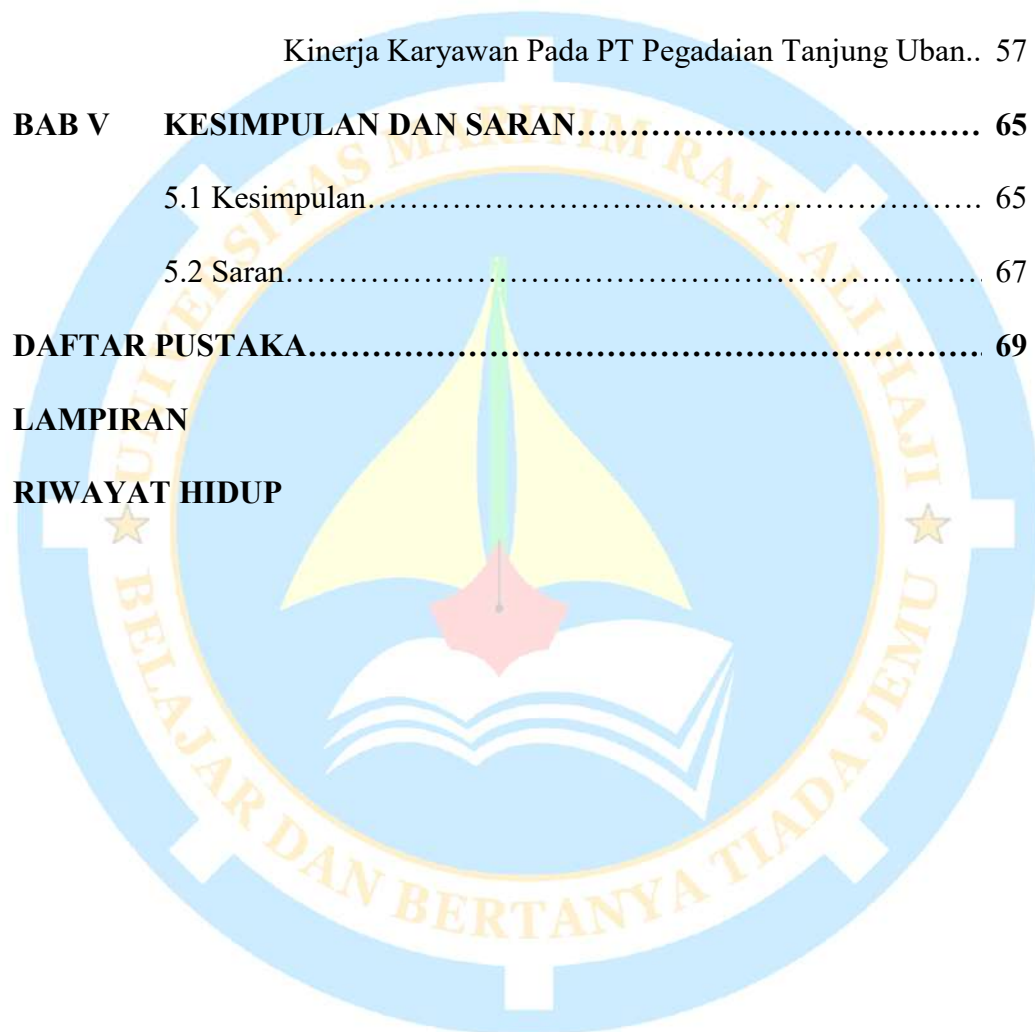 Kinerja Karyawan Pada PT Pegadaian Tanjung Uban.. 57
BAB V KESIMPULAN DAN SARAN………………………………… 65
5.1 Kesimpulan………………………………………………………. 65
5.2 Saran……………………………………………………………… 67
DAFTAR PUSTAKA…………………………………………………………… 69
LAMPIRAN
RIWAYAT HIDUP
UNIVERSITAS MARITIM RAJA ALI HAJI
BELAJAR DAN BERTANYA TIADA JEMU